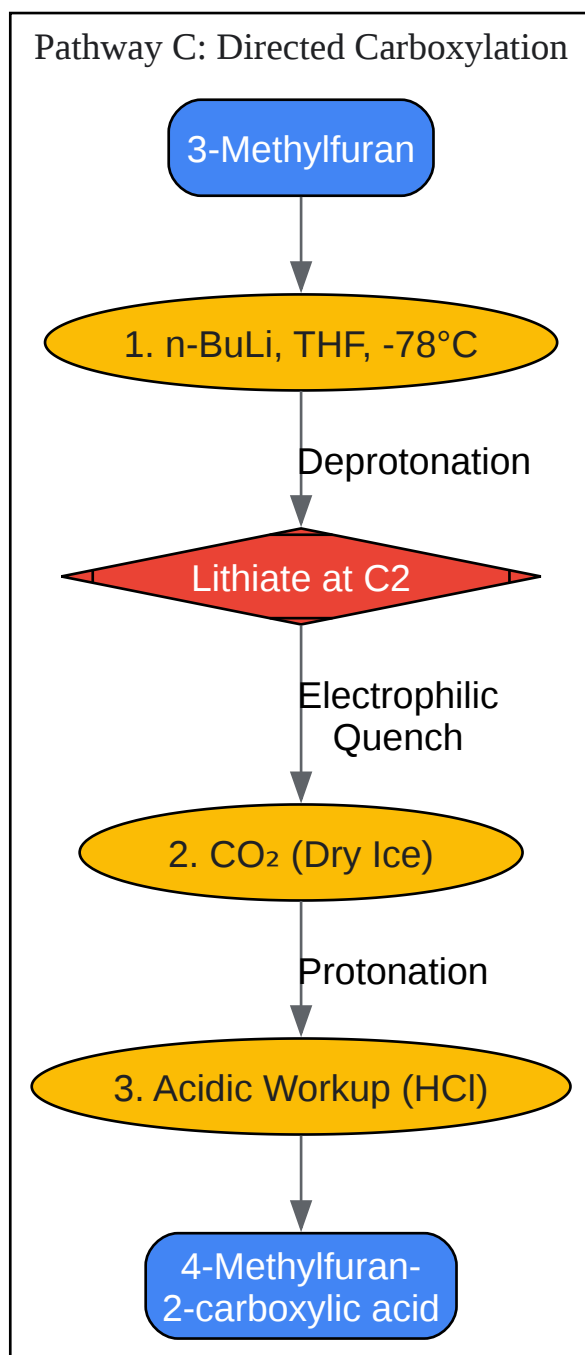 Pathway C: Directed Carboxylation
3-Methylfuran
1. n-BuLi, THF, -78°C
Deprotonation
Lithiate at C2
Electrophilic
Quench
2. CO₂ (Dry Ice)
Protonation
3. Acidic Workup (HCl)
4-Methylfuran-
2-carboxylic acid